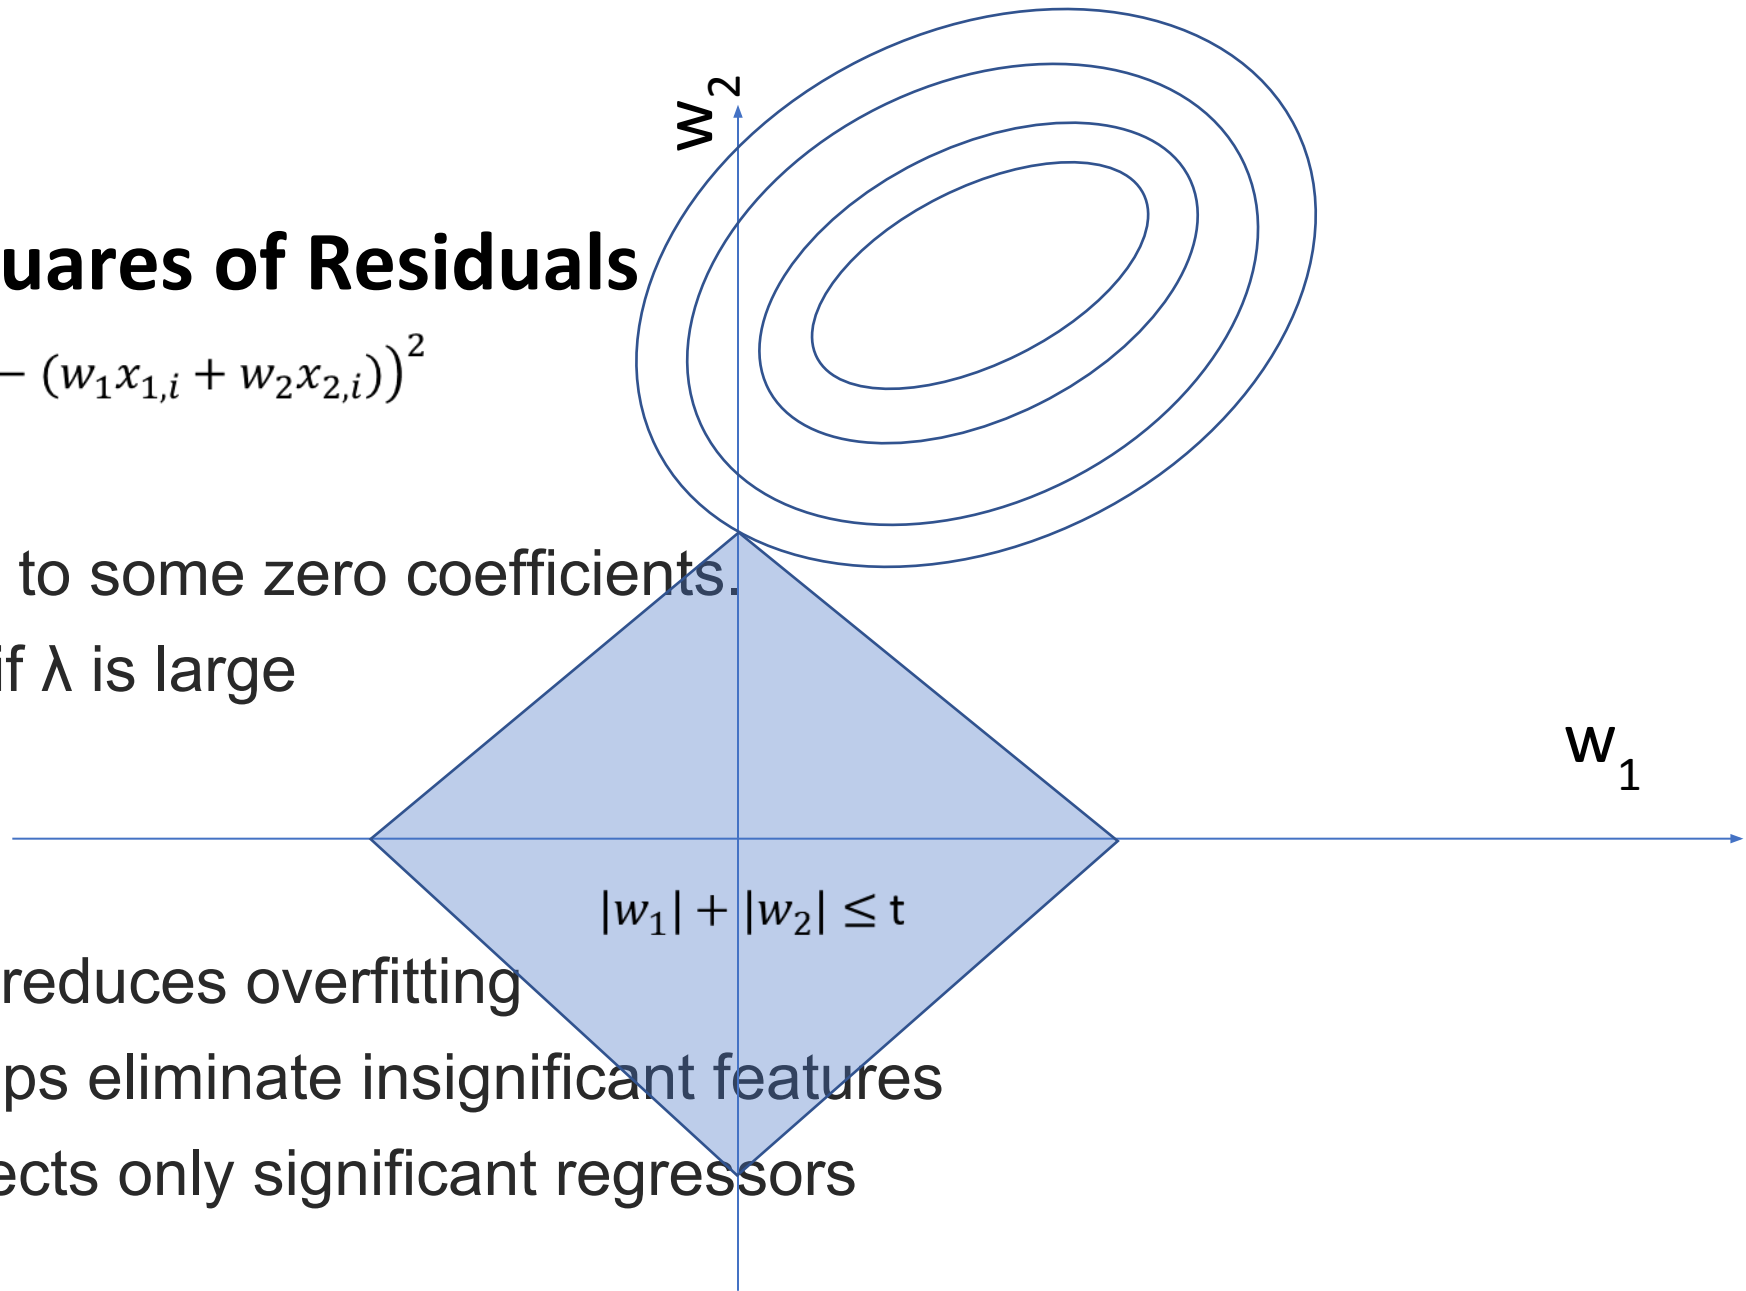 w2
uares of Residuals
− (w₁x₁,ᵢ + w₂x₂,ᵢ))²
to some zero coefficients.
if λ is large
w1
|w₁| + |w₂| ≤ t
reduces overfitting
ps eliminate insignificant features
ects only significant regressors